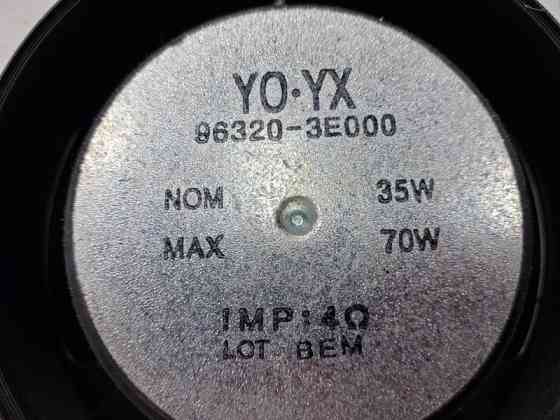 YO·YX
96320-3E000
NOM 35W
MAX 70W
IMP:4Ω
LOT BEM